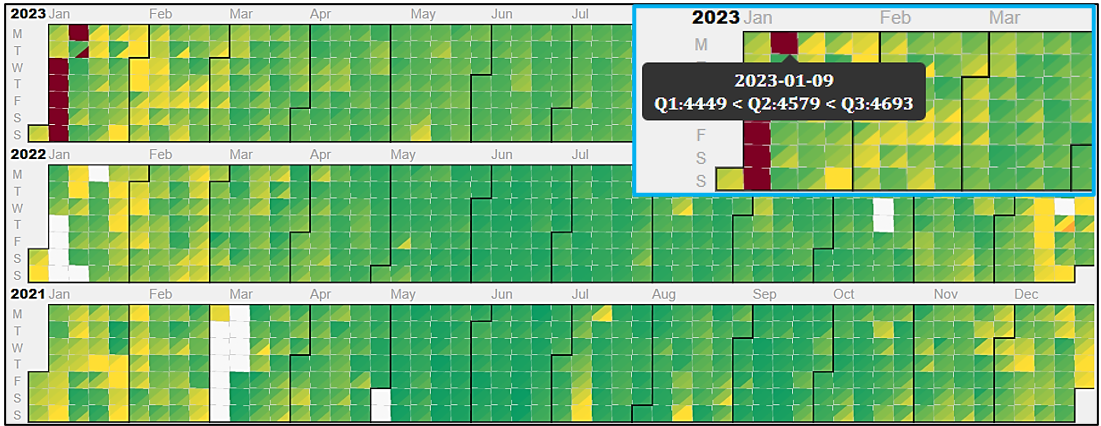 2023 Jan Feb Mar Apr May Jun Jul
M
T
W
T
F
S
S
2023 Jan Feb Mar
M
2023-01-09
Q1:4449 < Q2:4579 < Q3:4693
F
S
S
2022 Jan Feb Mar Apr May Jun Jul
M
T
W
T
F
S
S
2021 Jan Feb Mar Apr May Jun Jul Aug Sep Oct Nov Dec
M
T
W
T
F
S
S